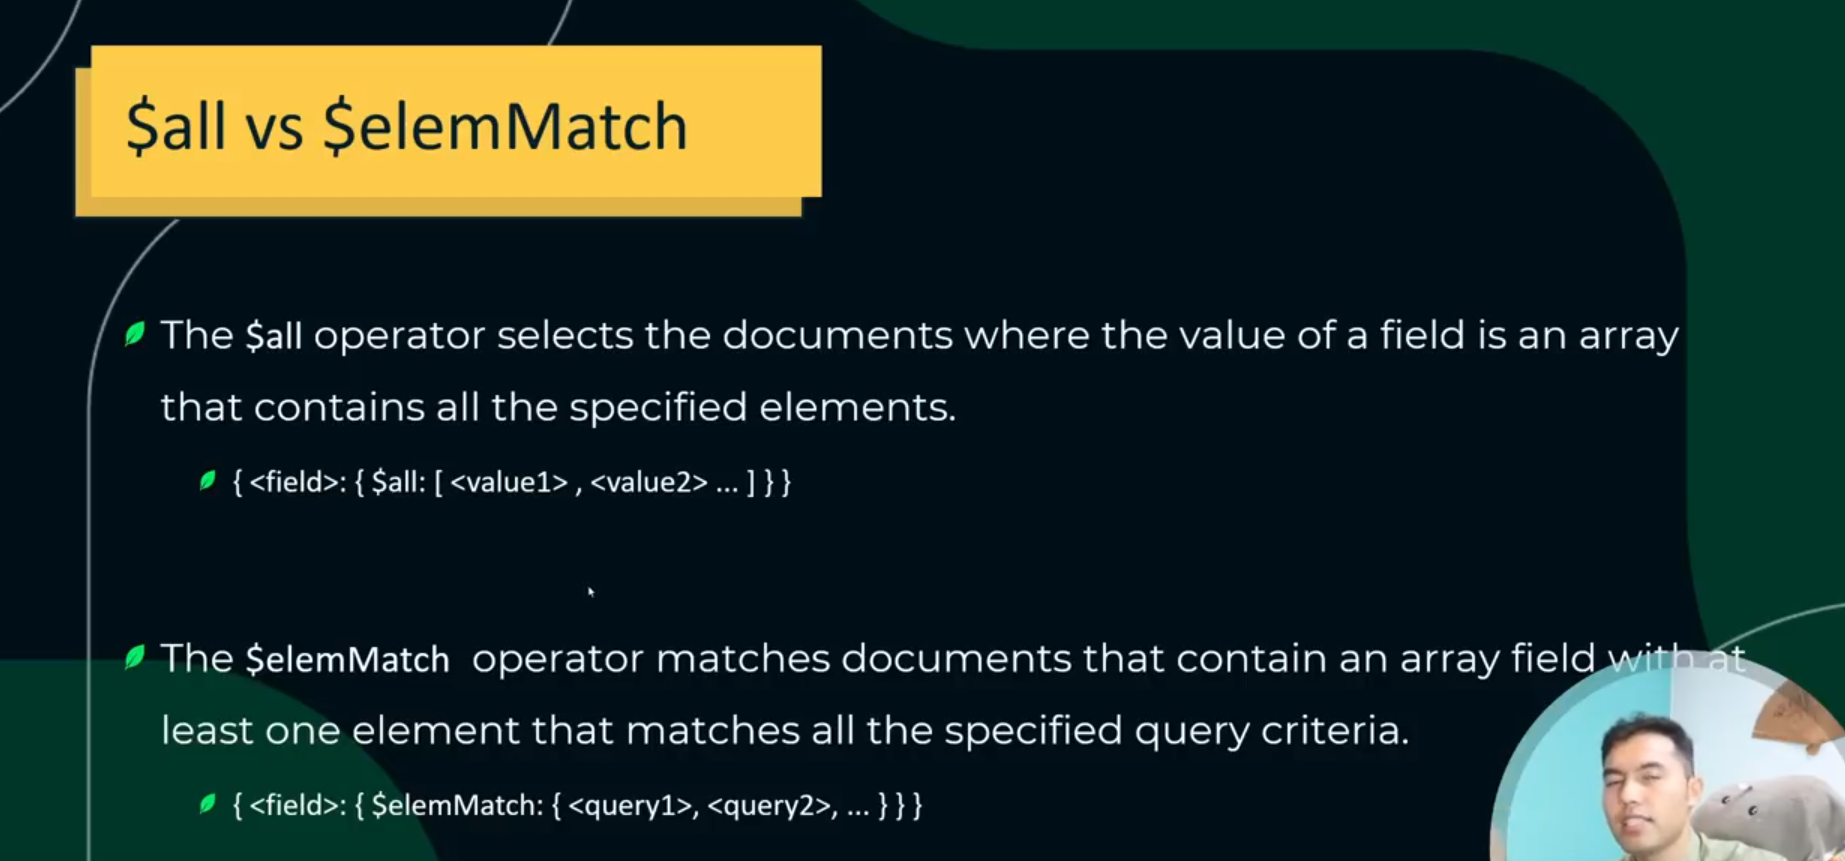 $all vs $elemMatch
The $all operator selects the documents where the value of a field is an array
that contains all the specified elements.
{ <field>: { $all: [ <value1> , <value2> ... ] } }
The $elemMatch operator matches documents that contain an array field with at
least one element that matches all the specified query criteria.
{ <field>: { $elemMatch: { <query1>, <query2>, ... } } }